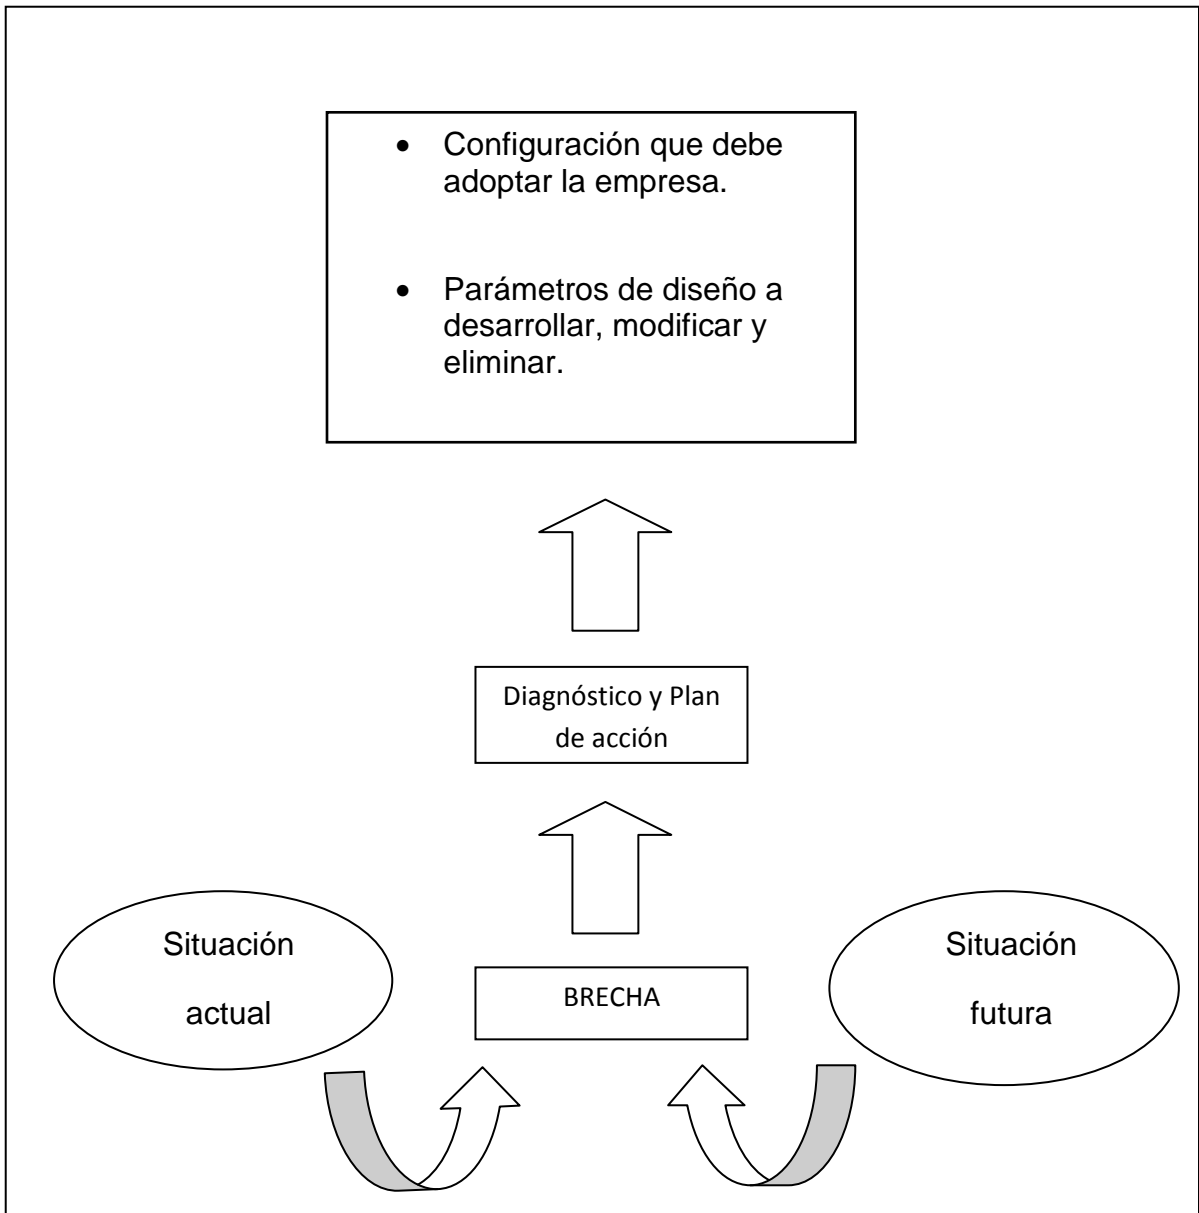 • Configuración que debe
adoptar la empresa.
• Parámetros de diseño a
desarrollar, modificar y
eliminar.
Diagnóstico y Plan
de acción
Situación
actual
BRECHA
Situación
futura